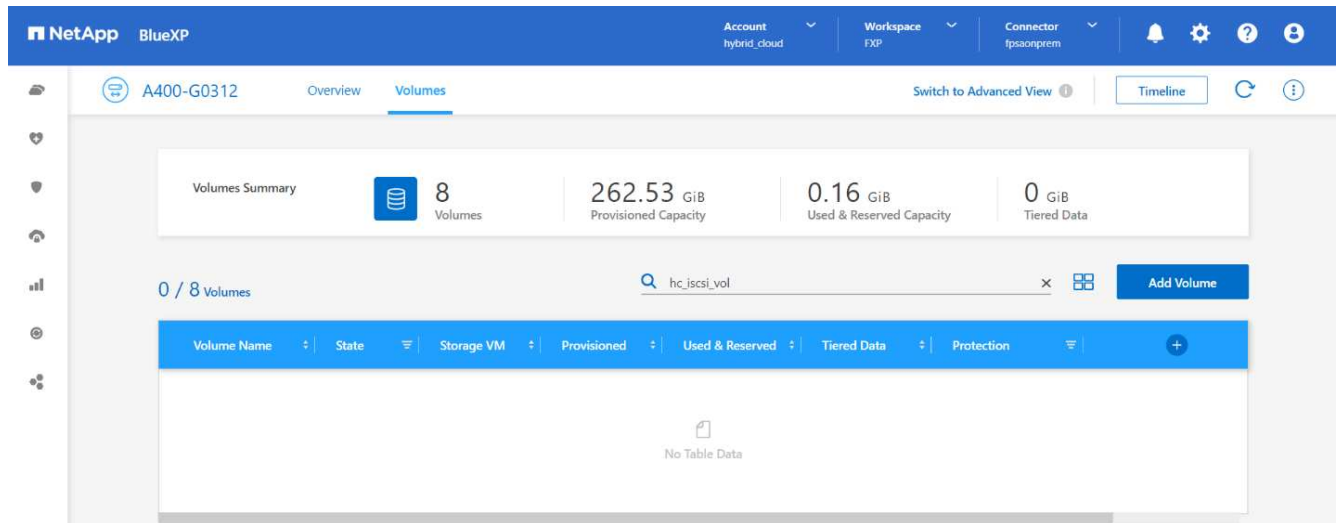 NetApp BlueXP
Account
hybrid_cloud
Workspace
FXP
Connector
fpsaonprem
A400-G0312
Overview
Volumes
Switch to Advanced View
Timeline
Volumes Summary
8
Volumes
262.53 GiB
Provisioned Capacity
0.16 GiB
Used & Reserved Capacity
0 GiB
Tiered Data
0 / 8 Volumes
hc_iscsi_vol
Add Volume
Volume Name State Storage VM Provisioned Used & Reserved Tiered Data Protection
No Table Data